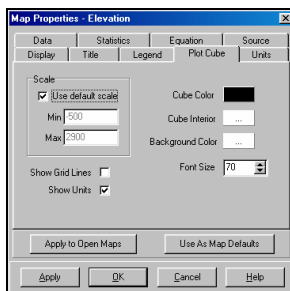 Map Properties - Elevation
Data Statistics Equation Source
Display Title Legend Plot Cube Units
Scale
Use default scale
Min -500
Max 2900
Show Grid Lines
Show Units
Cube Color
Cube Interior ...
Background Color ...
Font Size 70
Apply to Open Maps Use As Map Defaults
Apply OK Cancel Help